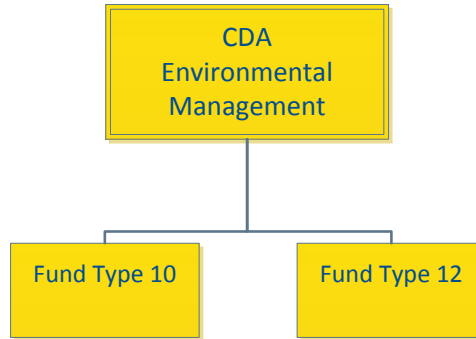 CDA
Environmental
Management
Fund Type 10
Fund Type 12